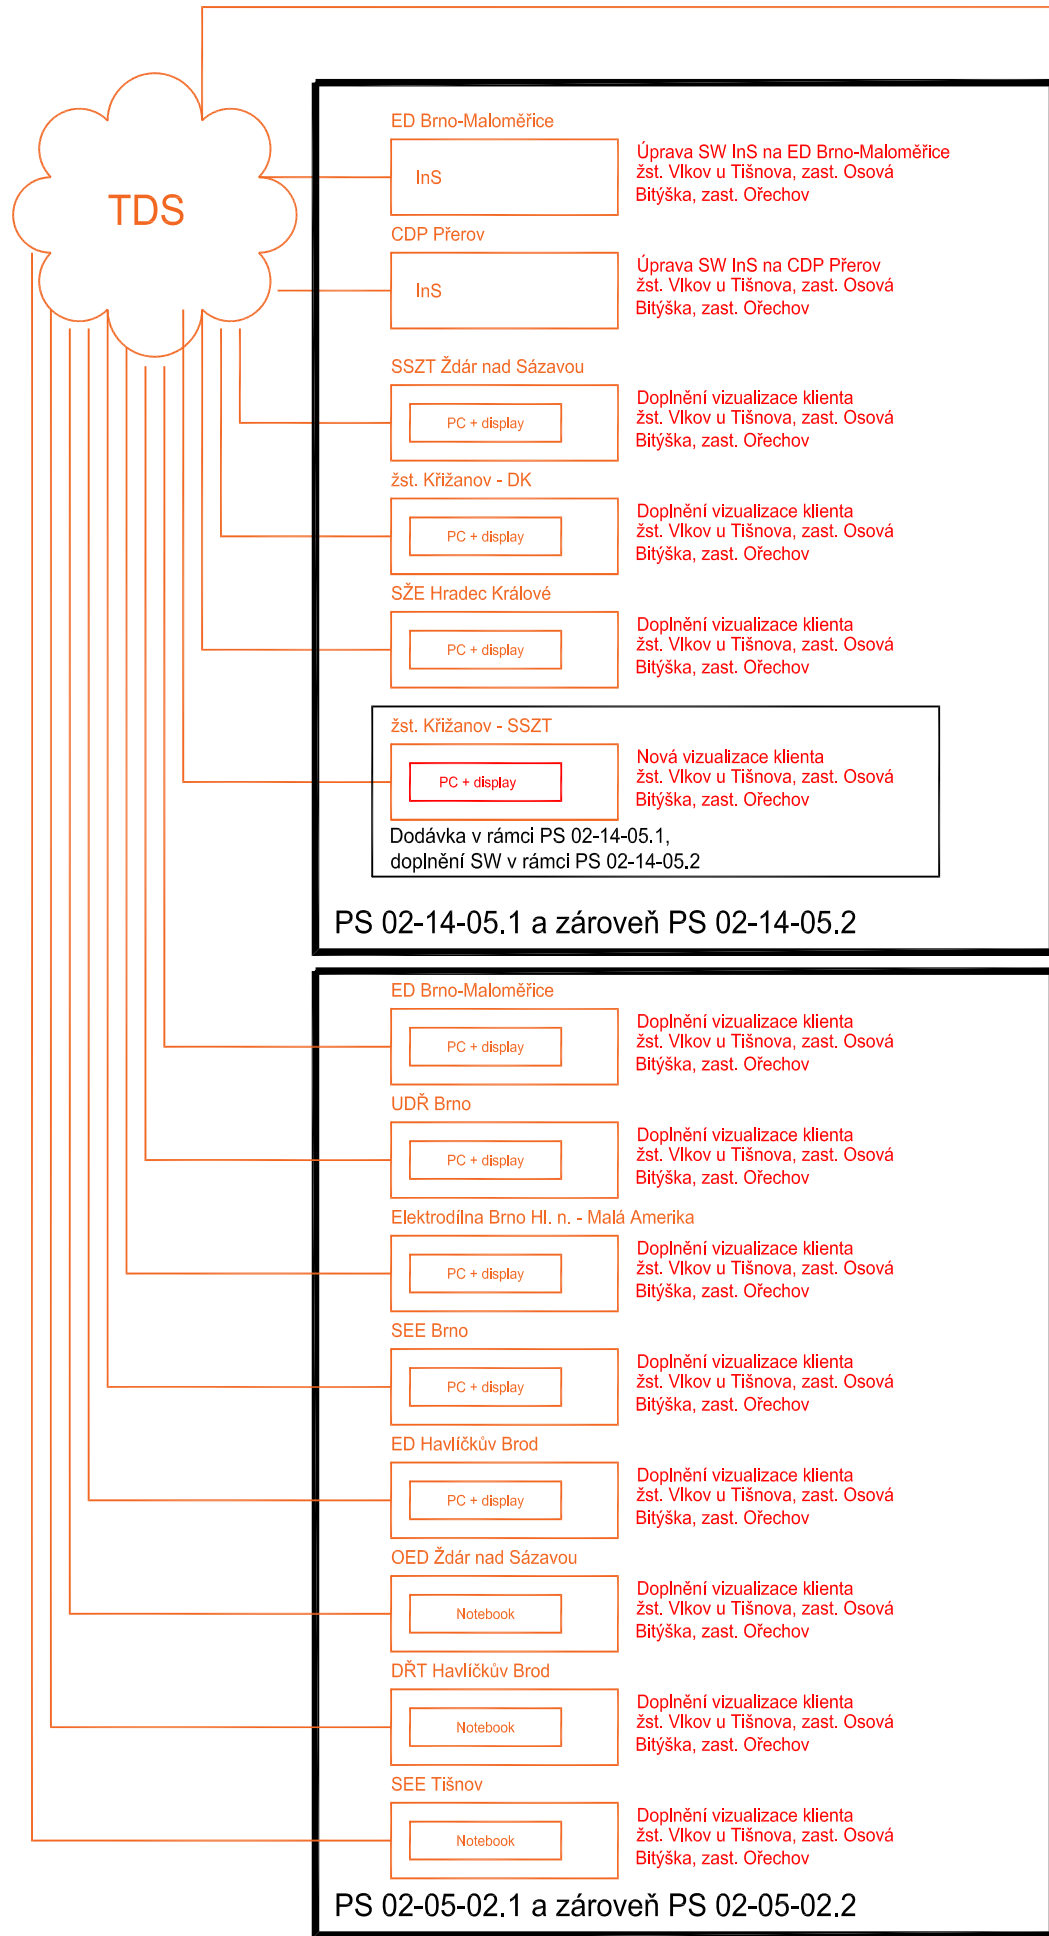 TDS
ED Brno-Maloměřice
InS
Úprava SW InS na ED Brno-Maloměřice
žst. Vlkov u Tišnova, zast. Osová
Bitýška, zast. Ořechov
CDP Přerov
InS
Úprava SW InS na CDP Přerov
žst. Vlkov u Tišnova, zast. Osová
Bitýška, zast. Ořechov
SSZT Ždár nad Sázavou
PC + display
Doplnění vizualizace klienta
žst. Vlkov u Tišnova, zast. Osová
Bitýška, zast. Ořechov
žst. Křižanov - DK
PC + display
Doplnění vizualizace klienta
žst. Vlkov u Tišnova, zast. Osová
Bitýška, zast. Ořechov
SŽE Hradec Králové
PC + display
Doplnění vizualizace klienta
žst. Vlkov u Tišnova, zast. Osová
Bitýška, zast. Ořechov
žst. Křižanov - SSZT
PC + display
Nová vizualizace klienta
žst. Vlkov u Tišnova, zast. Osová
Bitýška, zast. Ořechov
Dodávka v rámci PS 02-14-05.1,
doplnění SW v rámci PS 02-14-05.2
PS 02-14-05.1 a zároveň PS 02-14-05.2
ED Brno-Maloměřice
PC + display
Doplnění vizualizace klienta
žst. Vlkov u Tišnova, zast. Osová
Bitýška, zast. Ořechov
UDŘ Brno
PC + display
Doplnění vizualizace klienta
žst. Vlkov u Tišnova, zast. Osová
Bitýška, zast. Ořechov
Elektrodílna Brno Hl. n. - Malá Amerika
PC + display
Doplnění vizualizace klienta
žst. Vlkov u Tišnova, zast. Osová
Bitýška, zast. Ořechov
SEE Brno
PC + display
Doplnění vizualizace klienta
žst. Vlkov u Tišnova, zast. Osová
Bitýška, zast. Ořechov
ED Havlíčkův Brod
PC + display
Doplnění vizualizace klienta
žst. Vlkov u Tišnova, zast. Osová
Bitýška, zast. Ořechov
OED Ždár nad Sázavou
Notebook
Doplnění vizualizace klienta
žst. Vlkov u Tišnova, zast. Osová
Bitýška, zast. Ořechov
DŘT Havlíčkův Brod
Notebook
Doplnění vizualizace klienta
žst. Vlkov u Tišnova, zast. Osová
Bitýška, zast. Ořechov
SEE Tišnov
Notebook
Doplnění vizualizace klienta
žst. Vlkov u Tišnova, zast. Osová
Bitýška, zast. Ořechov
PS 02-05-02.1 a zároveň PS 02-05-02.2